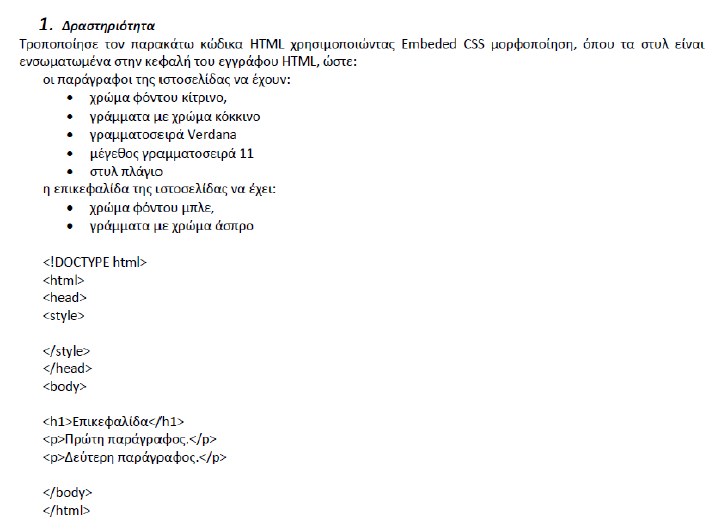 1. Δραστηριότητα
Τροποποίησε τον παρακάτω κώδικα HTML χρησιμοποιώντας Embeded CSS μορφοποίηση, όπου τα στυλ είναι
ενσωματωμένα στην κεφαλή του εγγράφου HTML, ώστε:
οι παράγραφοι της ιστοσελίδας να έχουν:
• χρώμα φόντου κίτρινο,
• γράμματα με χρώμα κόκκινο
• γραμματοσειρά Verdana
• μέγεθος γραμματοσειρά 11
• στυλ πλάγιο
η επικεφαλίδα της ιστοσελίδας να έχει:
• χρώμα φόντου μπλε,
• γράμματα με χρώμα άσπρο
<!DOCTYPE html>
<html>
<head>
<style>
</style>
</head>
<body>
<h1>Επικεφαλίδα</h1>
<p>Πρώτη παράγραφος.</p>
<p>Δεύτερη παράγραφος.</p>
</body>
</html>